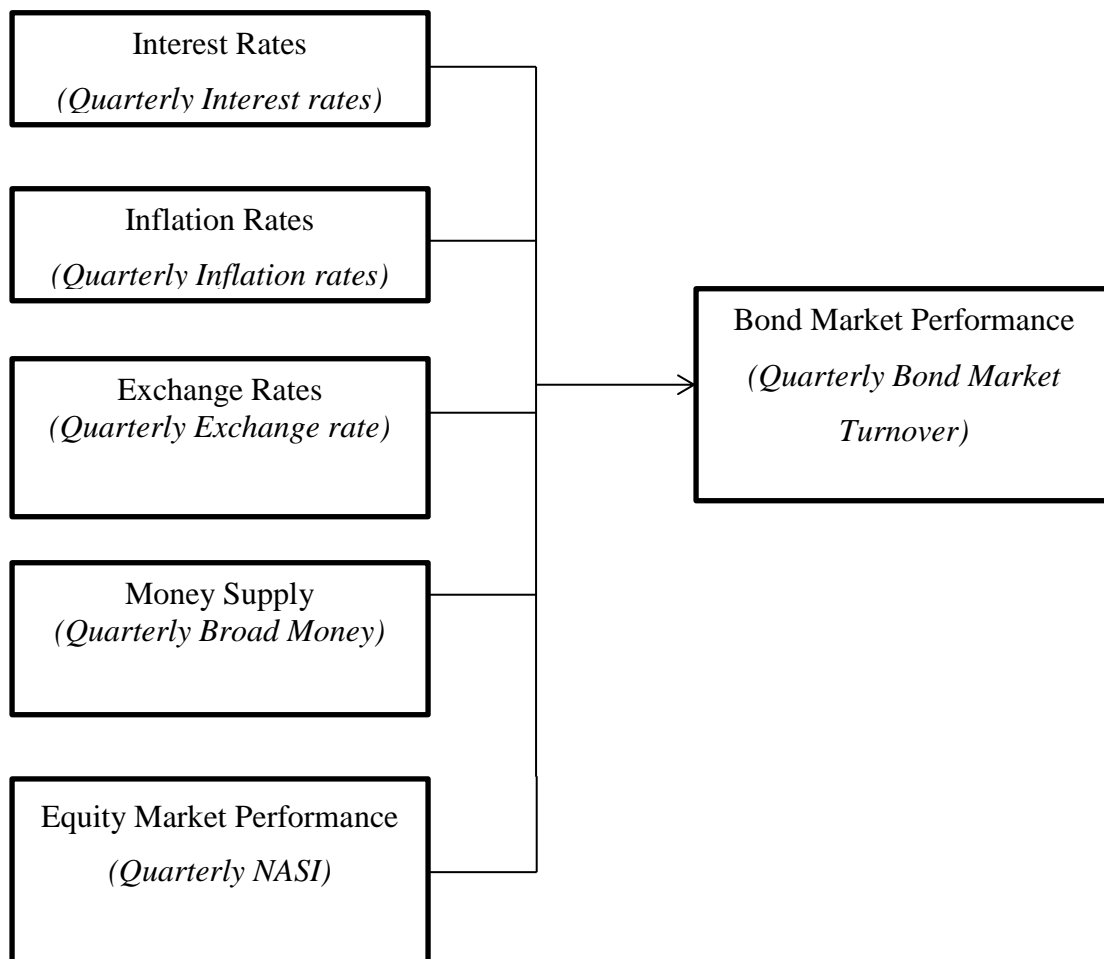 Interest Rates
(Quarterly Interest rates)
Inflation Rates
(Quarterly Inflation rates)
Exchange Rates
(Quarterly Exchange rate)
Money Supply
(Quarterly Broad Money)
Equity Market Performance
(Quarterly NASI)
Bond Market Performance
(Quarterly Bond Market
Turnover)